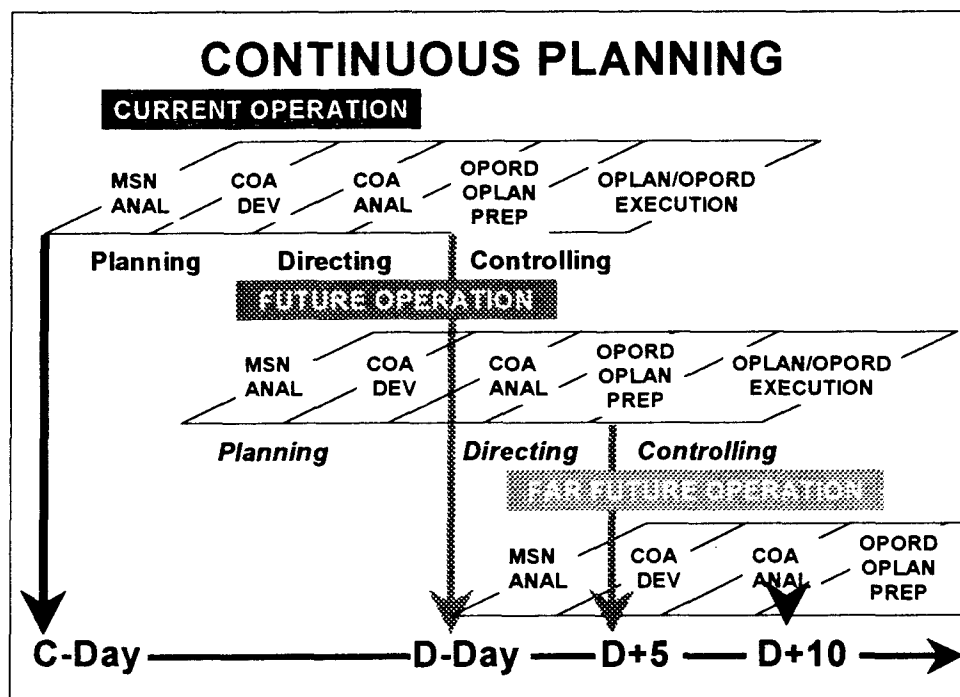 CONTINUOUS PLANNING
CURRENT OPERATION
MSN
ANAL
COA
DEV
COA
ANAL
OPORD
OPLAN
PREP
OPLAN/OPORD
EXECUTION
Planning
Directing
Controlling
FUTURE OPERATION
MSN
ANAL
COA
DEV
COA
ANAL
OPORD
OPLAN
PREP
OPLAN/OPORD
EXECUTION
Planning
Directing
Controlling
FAR FUTURE OPERATION
MSN
ANAL
COA
DEV
COA
ANAL
OPORD
OPLAN
PREP
C-Day
D-Day
D+5
D+10